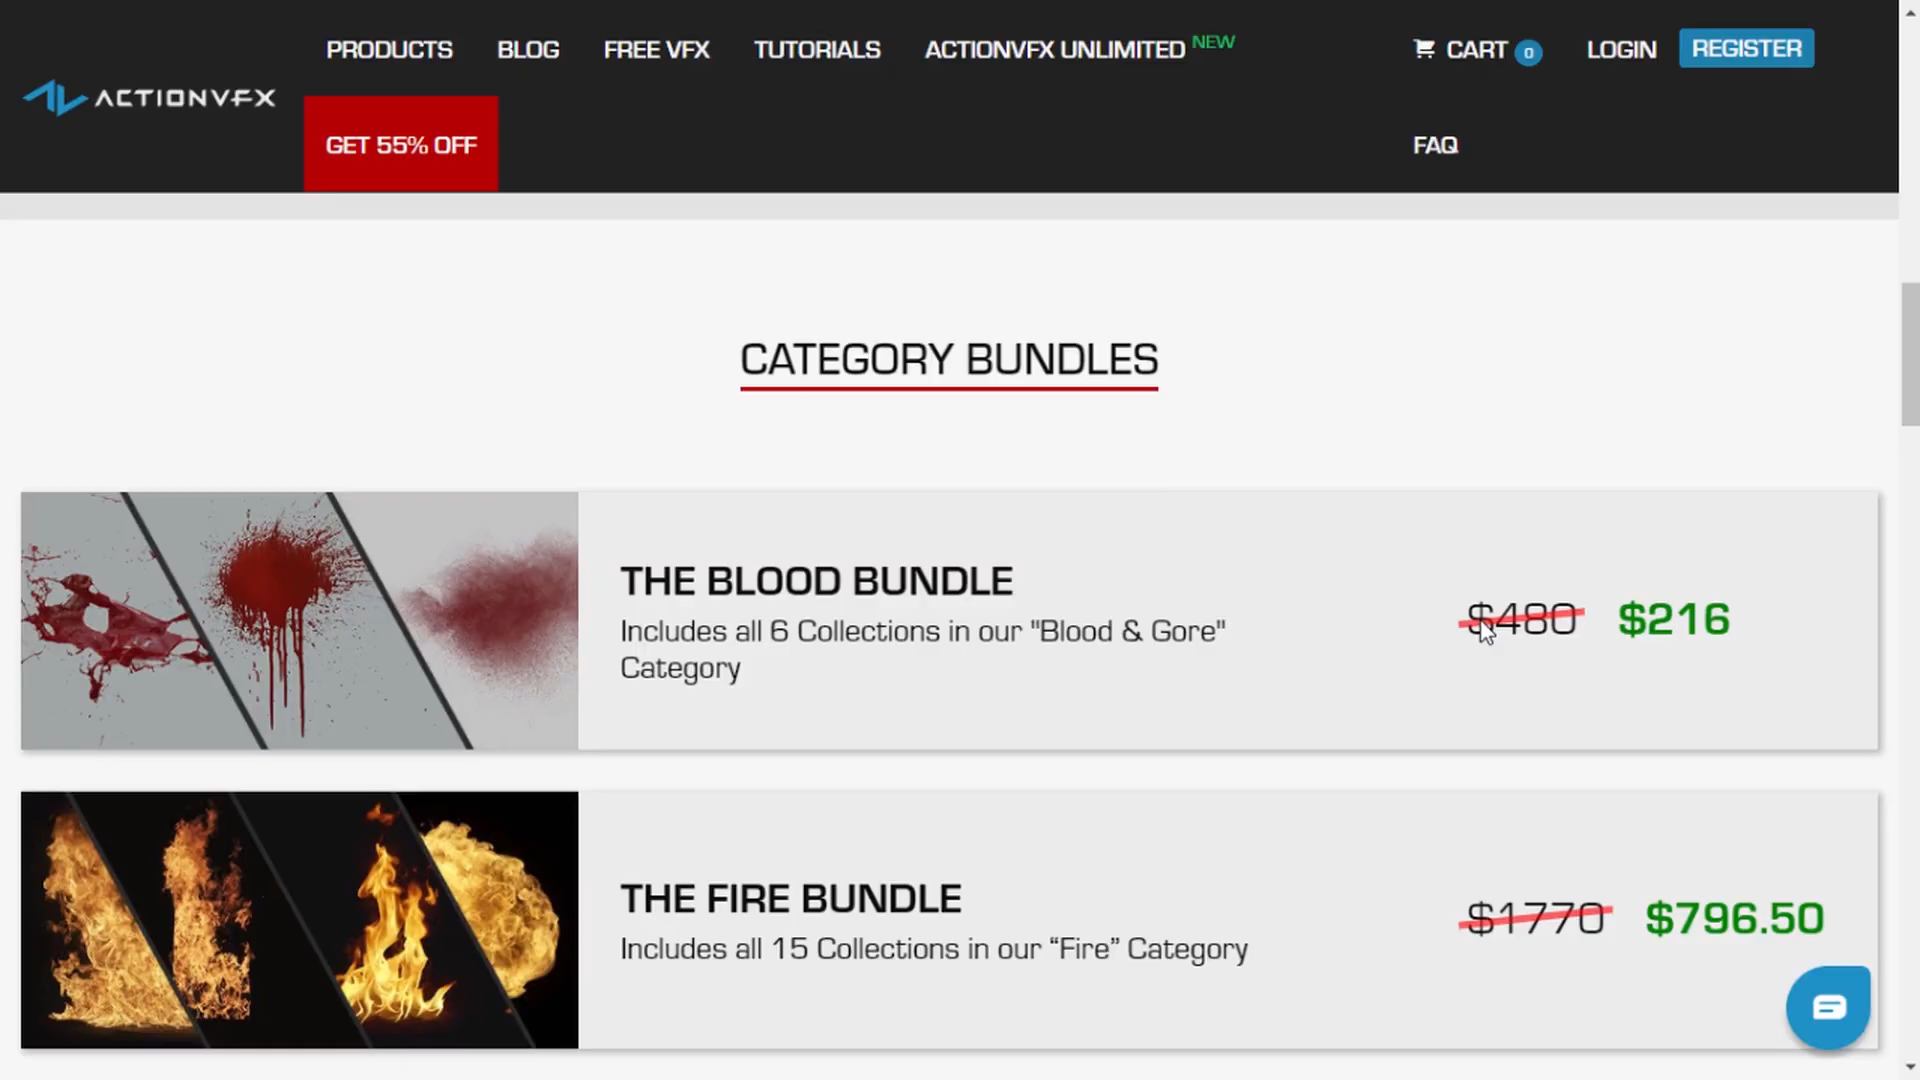 PRODUCTS BLOG FREE VFX TUTORIALS ACTIONVFX UNLIMITED NEW CART 0 LOGIN REGISTER
ACTIONVFX
GET 55% OFF FAQ
CATEGORY BUNDLES
THE BLOOD BUNDLE
Includes all 6 Collections in our "Blood & Gore"
Category
$480 $216
THE FIRE BUNDLE
Includes all 15 Collections in our “Fire” Category
$1770 $796.50